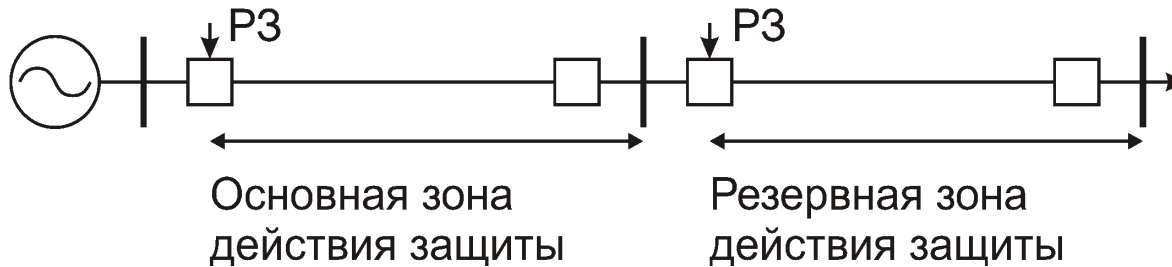 РЗ
РЗ
Основная зона
действия защиты
Резервная зона
действия защиты